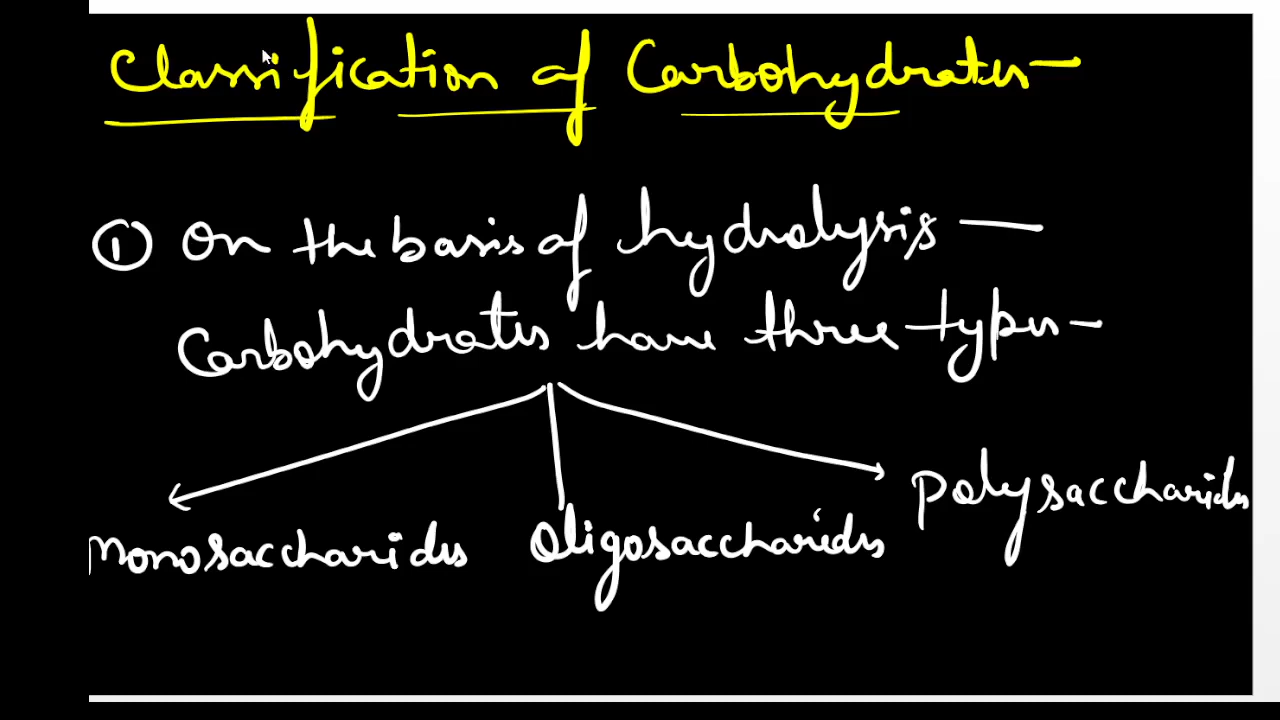 Classification of Carbohydrates-
① On the basis of hydrolysis —
Carbohydrates have three types-
Monosaccharides Oligosaccharides Polysaccharides